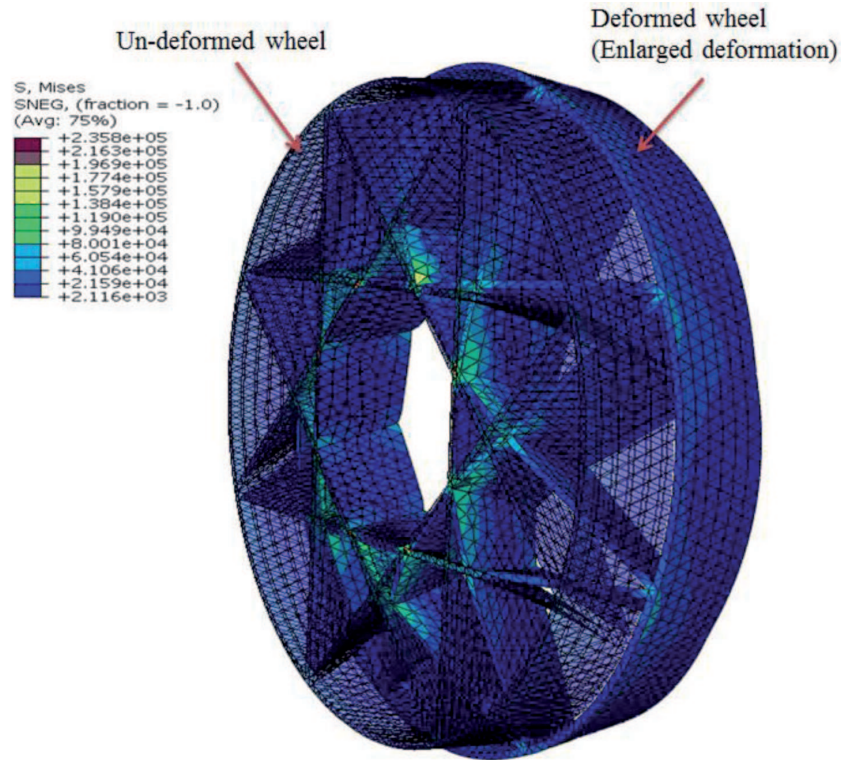 Un-deformed wheel
Deformed wheel
(Enlarged deformation)
S, Mises
SNEG, (fraction = -1.0)
(Avg: 75%)
+2.358e+05
+2.163e+05
+1.969e+05
+1.774e+05
+1.579e+05
+1.384e+05
+1.190e+05
+9.949e+04
+8.001e+04
+6.054e+04
+4.106e+04
+2.159e+04
+2.116e+03